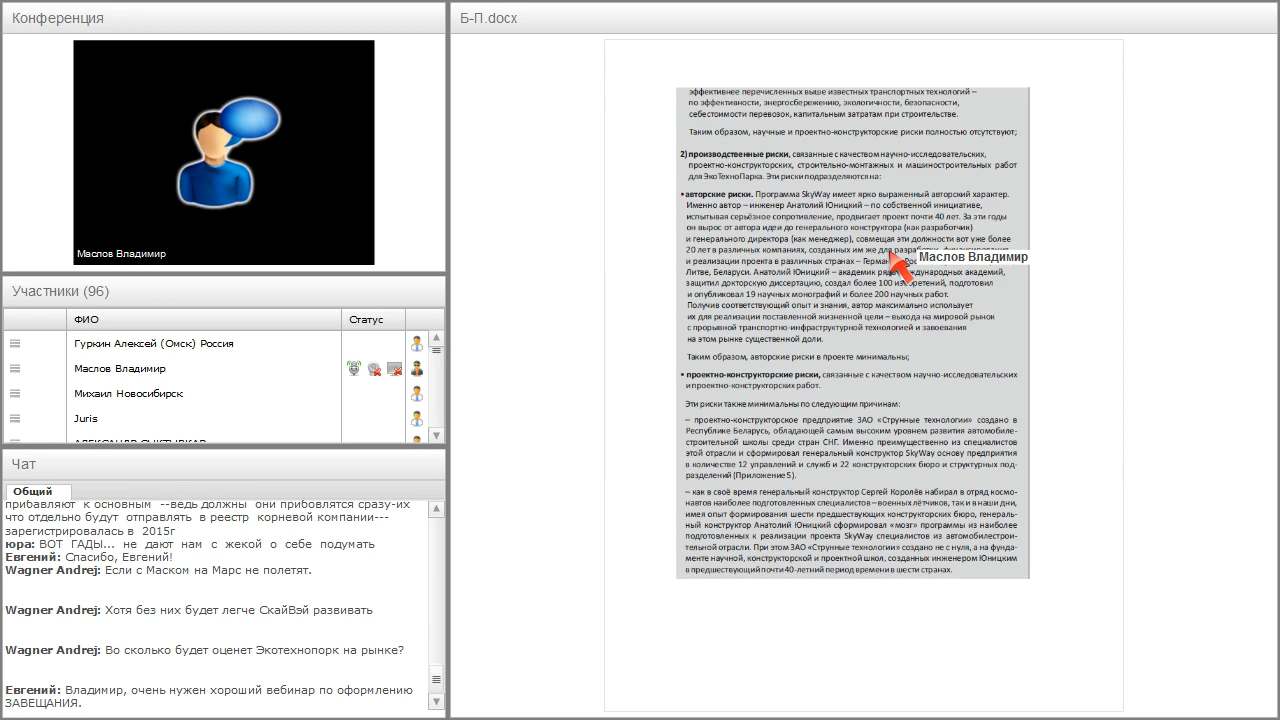 Конференция
Маслов Владимир
Участники (96)
ФИО
Статус
Гуркин Алексей (Омск) Россия
Маслов Владимир
Михаил Новосибирск
Juris
АЛЕКСАНДР СЫКТЫВКАР
Чат
Общий
прибавляют к основным --ведь должны они прибовлятся сразу-их
что отдельно будут отправлять в реестр корневой компании---
зарегистрировалась в 2015г
юра: ВОТ ГАДЫ... не дают нам с жекой о себе подумать
Евгений: Спасибо, Евгений!
Wagner Andrej: Если с Маском на Марс не полетят.
Wagner Andrej: Хотя без них будет легче СкайВэй развивать
Wagner Andrej: Во сколько будет оценет Экотехнопорк на рынке?
Евгений: Владимир, очень нужен хороший вебинар по оформлению
ЗАВЕЩАНИЯ.
Б-П.docx
эффективнее перечисленных выше известных транспортных технологий –
по эффективности, энергосбережению, экологичности, безопасности,
себестоимости перевозок, капитальным затратам при строительстве.
Таким образом, научные и проектно-конструкторские риски полностью отсутствуют;
2) производственные риски, связанные с качеством научно-исследовательских,
проектно-конструкторских, строительно-монтажных и машиностроительных работ
для ЭкоТехноПарка. Эти риски подразделяются на:
• авторские риски. Программа SkyWay имеет ярко выраженный авторский характер.
Именно автор – инженер Анатолий Юницкий – по собственной инициативе,
испытывая серьёзное сопротивление, продвигает проект почти 40 лет. За эти годы
он вырос от автора идеи до генерального конструктора (как разработчик)
и генерального директора (как менеджер), совмещая эти должности вот уже более
20 лет в различных компаниях, созданных им же для разработки, финансирования
и реализации проекта в различных странах –
Маслов Владимир
Литве, Беларуси. Анатолий Юницкий – академик ряда международных академий,
защитил докторскую диссертацию, создал более 100 изобретений, подготовил
и опубликовал 19 научных монографий и более 200 научных работ.
Получив соответствующий опыт и знания, автор максимально использует
их для реализации поставленной жизненной цели – выхода на мировой рынок
с прорывной транспортно-инфраструктурной технологией и завоевания
на этом рынке существенной доли.
Таким образом, авторские риски в проекте минимальны;
• проектно-конструкторские риски, связанные с качеством научно-исследовательских
и проектно-конструкторских работ.
Эти риски также минимальны по следующим причинам:
– проектно-конструкторское предприятие ЗАО «Струнные технологии» создано в
Республике Беларусь, обладающей самым высоким уровнем развития автомобиле-
строительной школы среди стран СНГ. Именно преимущественно из специалистов
этой отрасли и сформировал генеральный конструктор SkyWay основу предприятия
в количестве 12 управлений и служб и 22 конструкторских бюро и структурных под-
разделений (Приложение 5).
– как в своё время генеральный конструктор Сергей Королёв набирал в отряд космо-
навтов наиболее подготовленных специалистов – военных лётчиков, так и в наши дни,
имея опыт формирования шести предшествующих конструкторских бюро, генераль-
ный конструктор Анатолий Юницкий сформировал «мозг» программы из наиболее
подготовленных к реализации проекта SkyWay специалистов из автомобилестрои-
тельной отрасли. При этом ЗАО «Струнные технологии» создано не с нуля, а на фунда-
менте научной, конструкторской и проектной школ, созданных инженером Юницким
в предшествующий почти 40-летний период времени в шести странах.